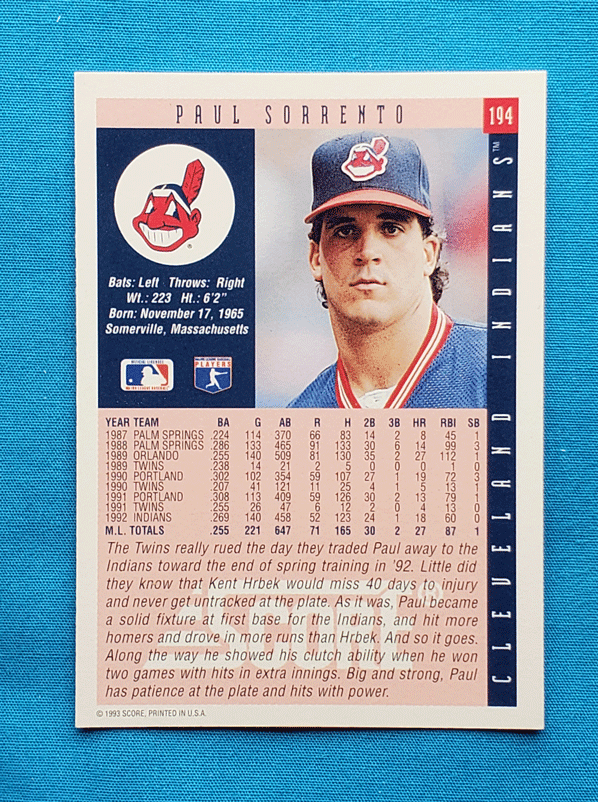 PAUL SORRENTO
194
Bats: Left Throws: Right
Wt.: 223 Ht.: 6'2"
Born: November 17, 1965
Somerville, Massachusetts
®
OFFICIAL LICENSEE
MAJOR LEAGUE BASEBALL
MAJOR LEAGUE BASEBALL
PLAYERS
CLEVELAND INDIANS™
YEAR TEAM BA G AB R H 2B 3B HR RBI SB
1987 PALM SPRINGS .224 114 370 66 83 14 2 8 45 1
1988 PALM SPRINGS .286 133 465 91 133 30 6 14 99 3
1989 ORLANDO .255 140 509 81 130 35 2 27 112 1
1989 TWINS .238 14 21 2 5 0 0 0 1 0
1990 PORTLAND .302 102 354 59 107 27 1 19 72 3
1990 TWINS .207 41 121 11 25 4 1 5 13 1
1991 PORTLAND .308 113 409 59 126 30 2 13 79 1
1991 TWINS .255 26 47 6 12 2 0 4 13 0
1992 INDIANS .269 140 458 52 123 24 1 18 60 0
M.L. TOTALS .255 221 647 71 165 30 2 27 87 1
The Twins really rued the day they traded Paul away to the
Indians toward the end of spring training in '92. Little did
they know that Kent Hrbek would miss 40 days to injury
and never get untracked at the plate. As it was, Paul became
a solid fixture at first base for the Indians, and hit more
homers and drove in more runs than Hrbek. And so it goes.
Along the way he showed his clutch ability when he won
two games with hits in extra innings. Big and strong, Paul
has patience at the plate and hits with power.
SCORE®
© 1993 SCORE, PRINTED IN U.S.A.